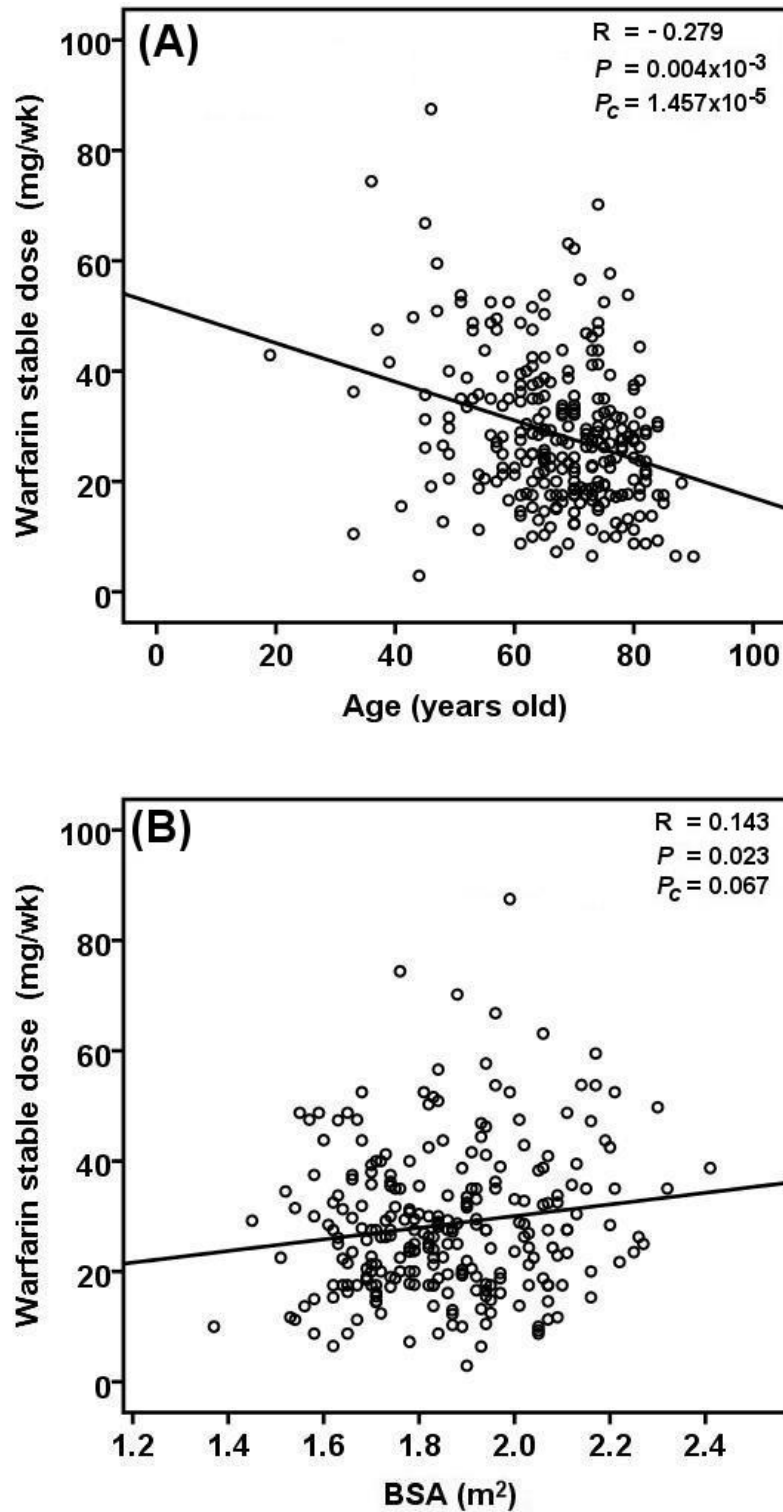 (A)
R = - 0.279
P = 0.004x10⁻³
Pc = 1.457x10⁻⁵
Warfarin stable dose (mg/wk)
100
80
60
40
20
0
0 20 40 60 80 100
Age (years old)
(B)
R = 0.143
P = 0.023
Pc = 0.067
Warfarin stable dose (mg/wk)
100
80
60
40
20
0
1.2 1.4 1.6 1.8 2.0 2.2 2.4
BSA (m²)